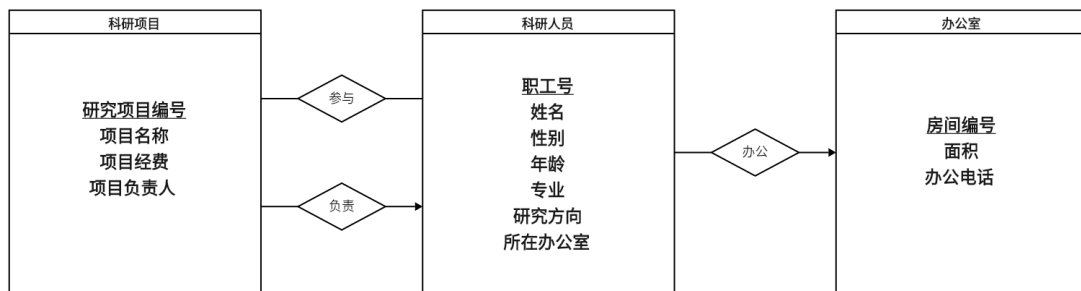 科研项目
研究项目编号
项目名称
项目经费
项目负责人
参与
负责
科研人员
职工号
姓名
性别
年龄
专业
研究方向
所在办公室
办公
办公室
房间编号
面积
办公电话